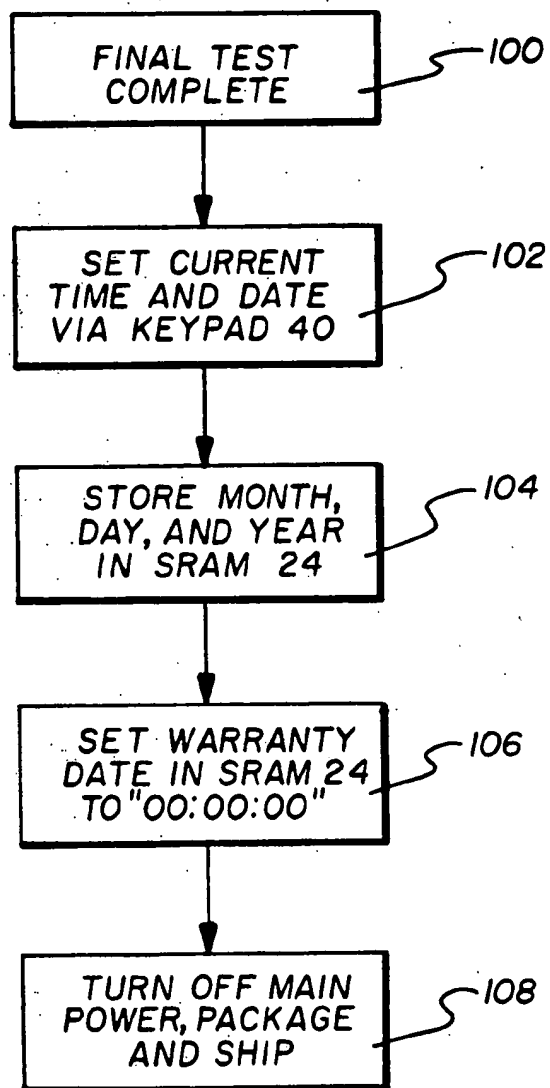 FINAL TEST
COMPLETE
100
SET CURRENT
TIME AND DATE
VIA KEYPAD 40
102
STORE MONTH,
DAY, AND YEAR
IN SRAM 24
104
SET WARRANTY
DATE IN SRAM 24
TO "00:00:00"
106
TURN OFF MAIN
POWER, PACKAGE
AND SHIP
108